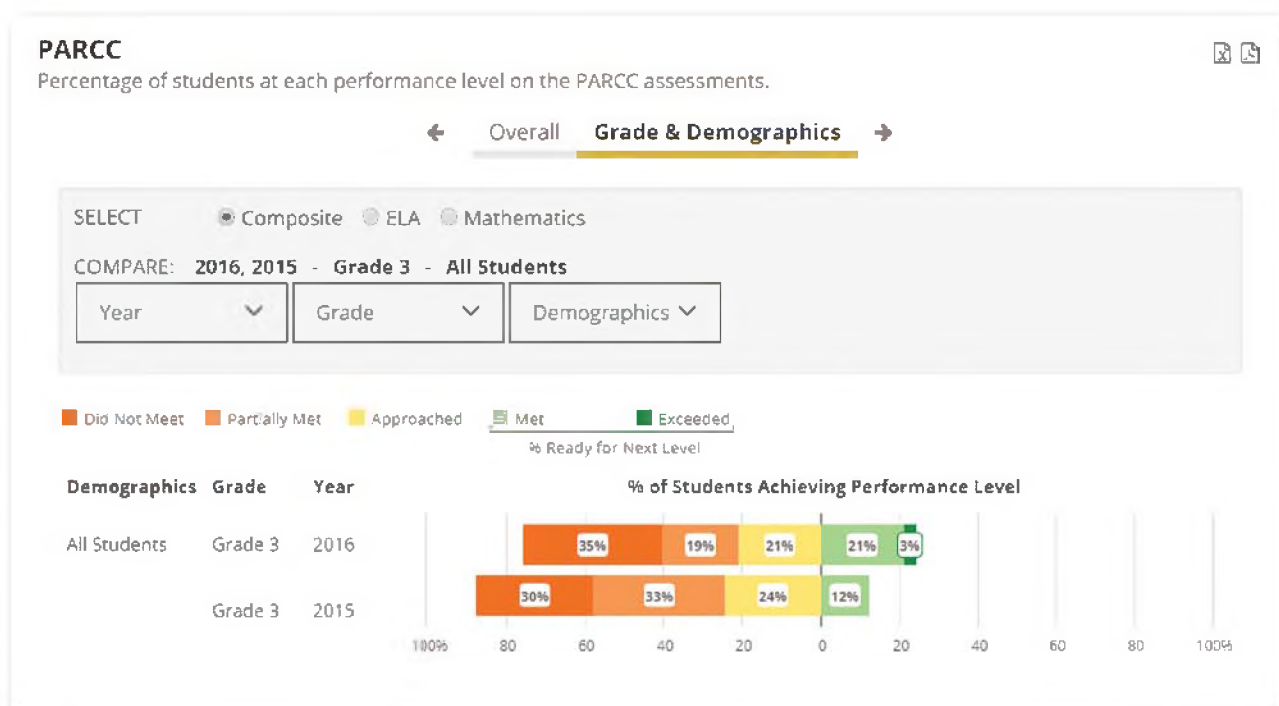 PARCC
Percentage of students at each performance level on the PARCC assessments.
Overall Grade & Demographics
SELECT Composite ELA Mathematics
COMPARE: 2016, 2015 - Grade 3 - All Students
Year Grade Demographics
Did Not Meet Partially Met Approached Met Exceeded
% Ready for Next Level
Demographics Grade Year % of Students Achieving Performance Level
All Students Grade 3 2016 35% 19% 21% 21% 3%
Grade 3 2015 30% 33% 24% 12%
100% 80 60 40 20 0 20 40 60 80 100%